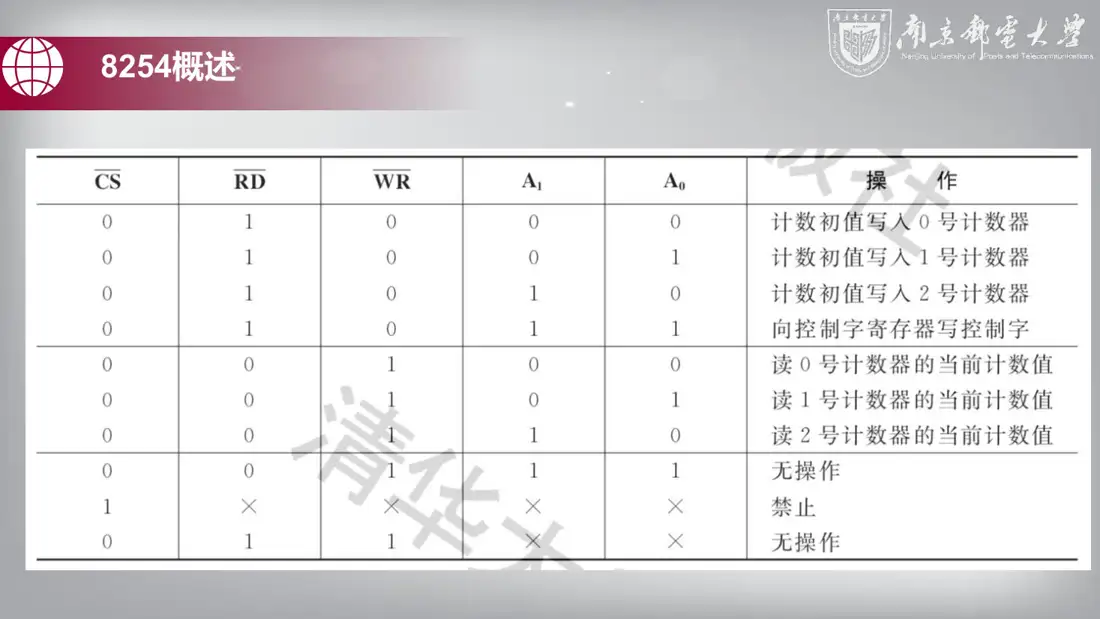 8254概述
南京邮电大学
Nanjing University of Posts and Telecommunications
CS RD WR A1 A0 操 作
0 1 0 0 0 计数初值写入0号计数器
0 1 0 0 1 计数初值写入1号计数器
0 1 0 1 0 计数初值写入2号计数器
0 1 0 1 1 向控制字寄存器写控制字
0 0 1 0 0 读0号计数器的当前计数值
0 0 1 0 1 读1号计数器的当前计数值
0 0 1 1 0 读2号计数器的当前计数值
0 0 1 1 1 无操作
1 × × × × 禁止
0 1 1 × × 无操作
清华大
版社